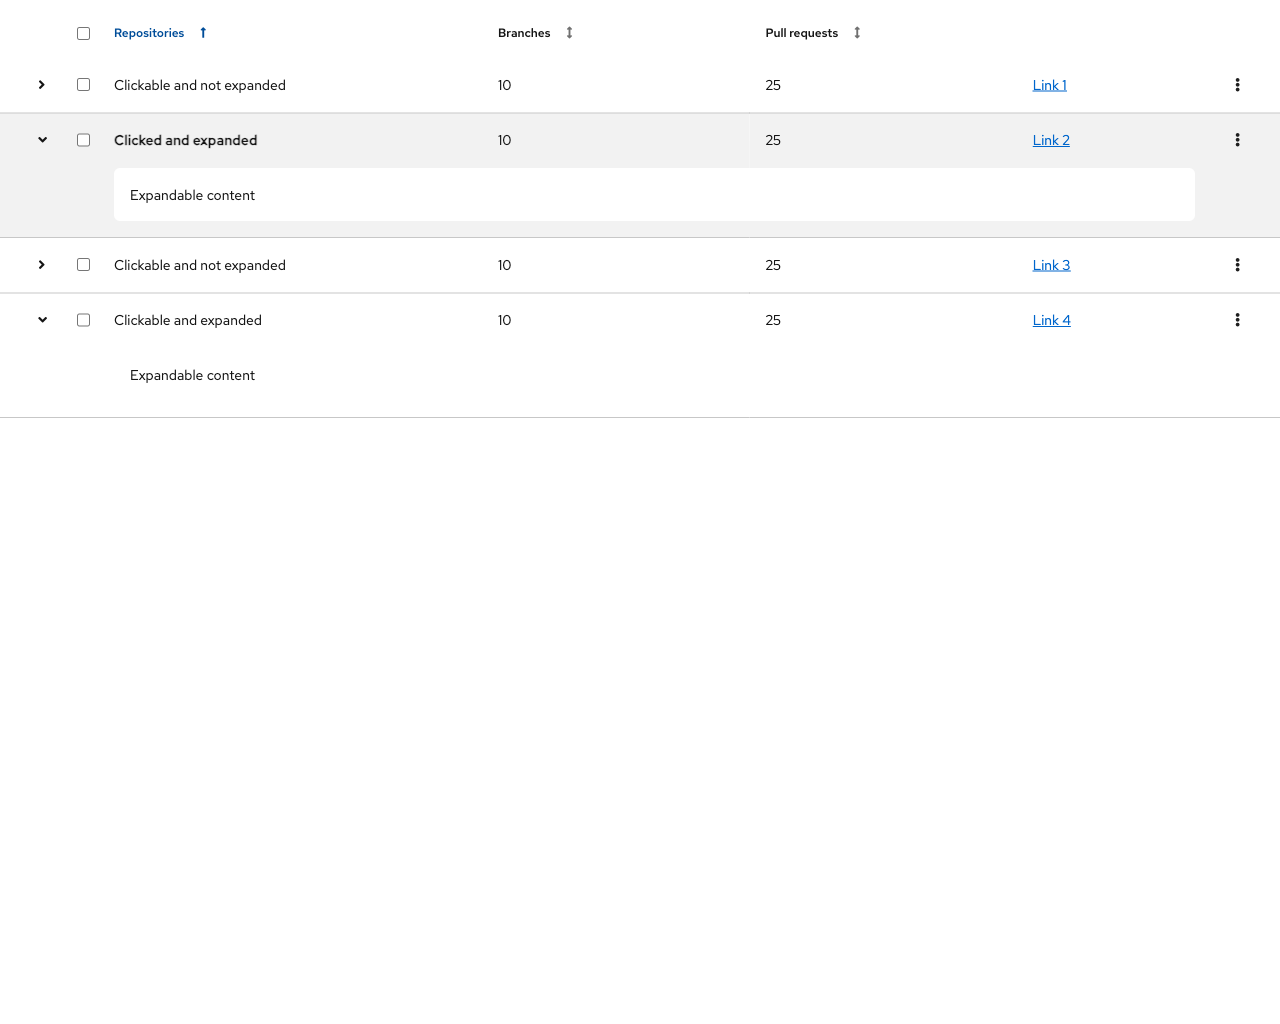 Repositories Branches Pull requests
Clickable and not expanded 10 25 Link 1
Clicked and expanded 10 25 Link 2
Expandable content
Clickable and not expanded 10 25 Link 3
Clickable and expanded 10 25 Link 4
Expandable content